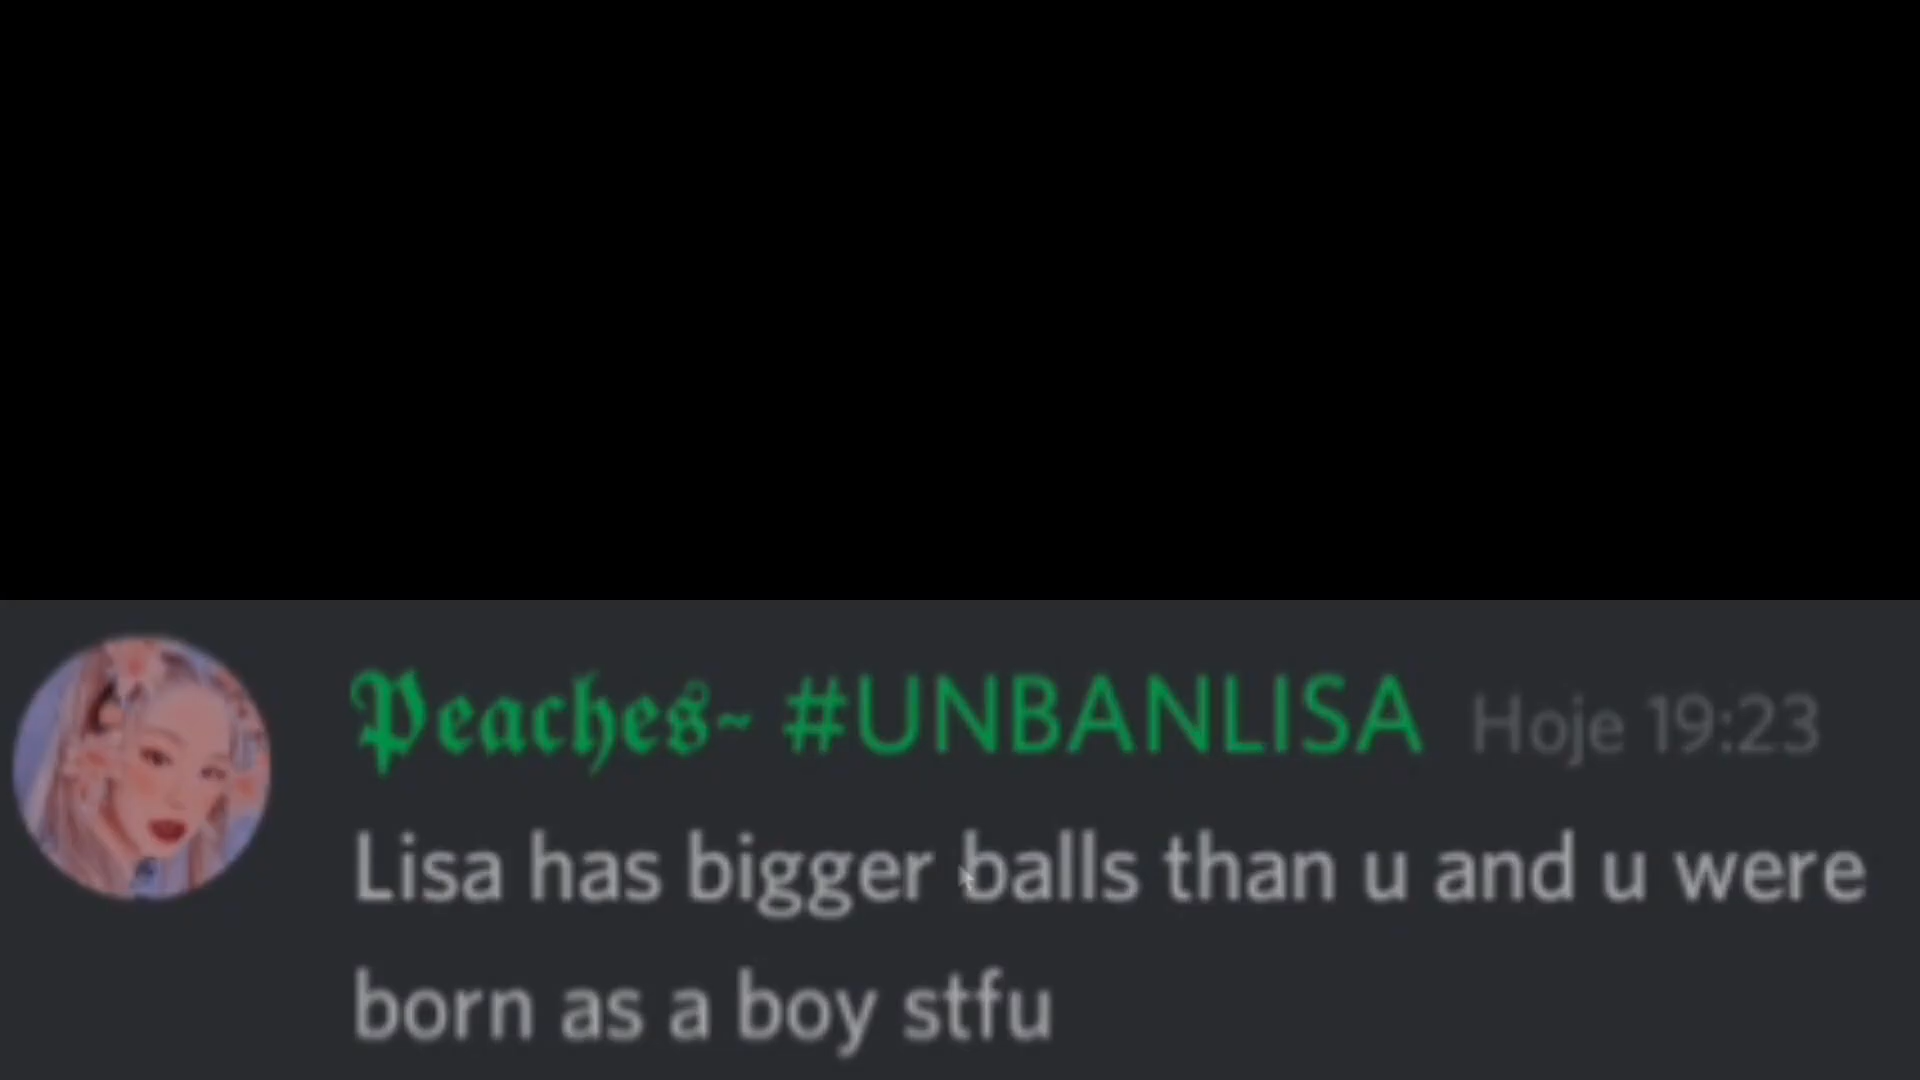 Peaches~ #UNBANLISA Hoje 19:23
Lisa has bigger balls than u and u were
born as a boy stfu